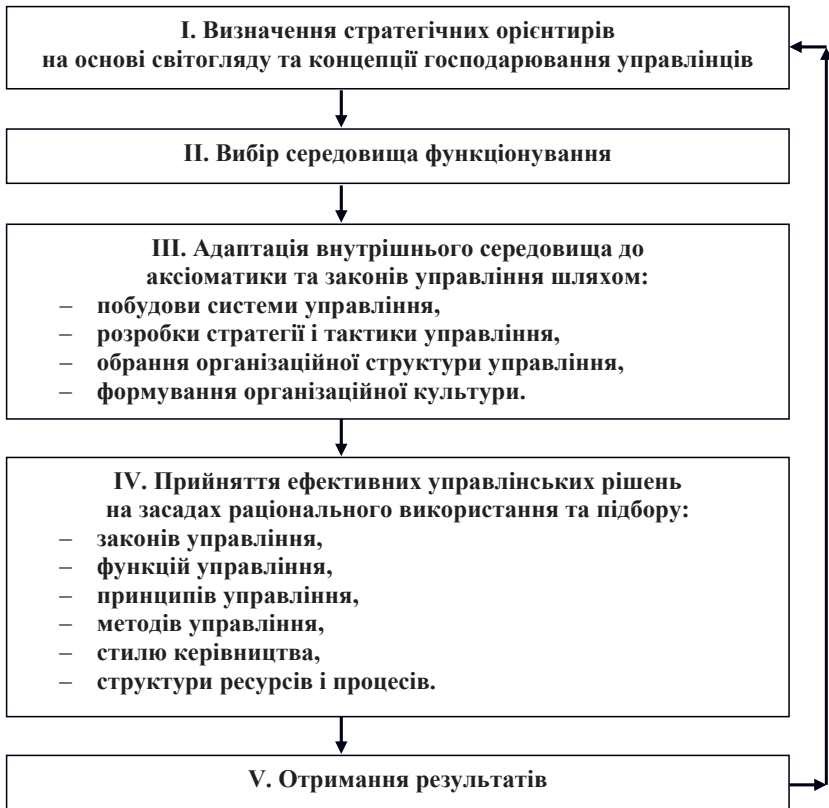 І. Визначення стратегічних орієнтирів
на основі світогляду та концепції господарювання управлінців
ІІ. Вибір середовища функціонування
ІІІ. Адаптація внутрішнього середовища до
аксіоматики та законів управління шляхом:
– побудови системи управління,
– розробки стратегії і тактики управління,
– обрання організаційної структури управління,
– формування організаційної культури.
IV. Прийняття ефективних управлінських рішень
на засадах раціонального використання та підбору:
– законів управління,
– функцій управління,
– принципів управління,
– методів управління,
– стилю керівництва,
– структури ресурсів і процесів.
V. Отримання результатів